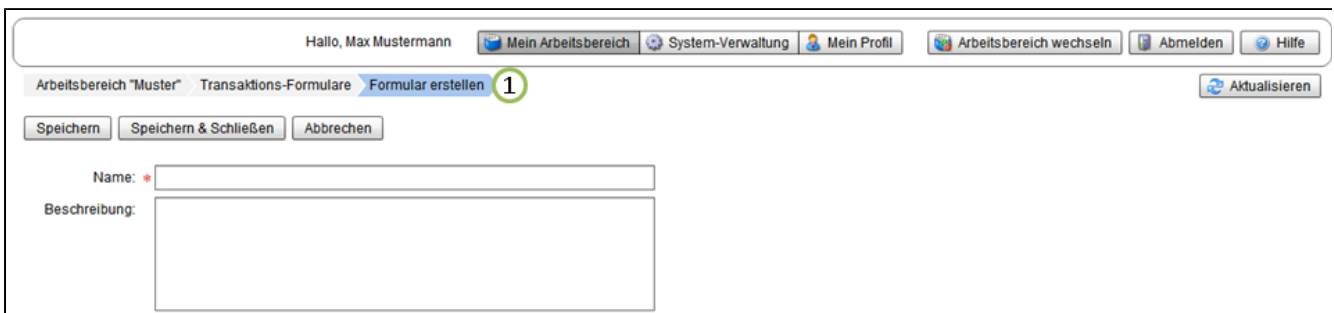 Hallo, Max Mustermann Mein Arbeitsbereich System-Verwaltung Mein Profil Arbeitsbereich wechseln Abmelden Hilfe
Arbeitsbereich "Muster" Transaktions-Formulare Formular erstellen 1 Aktualisieren
Speichern Speichern & Schließen Abbrechen
Name: *
Beschreibung: